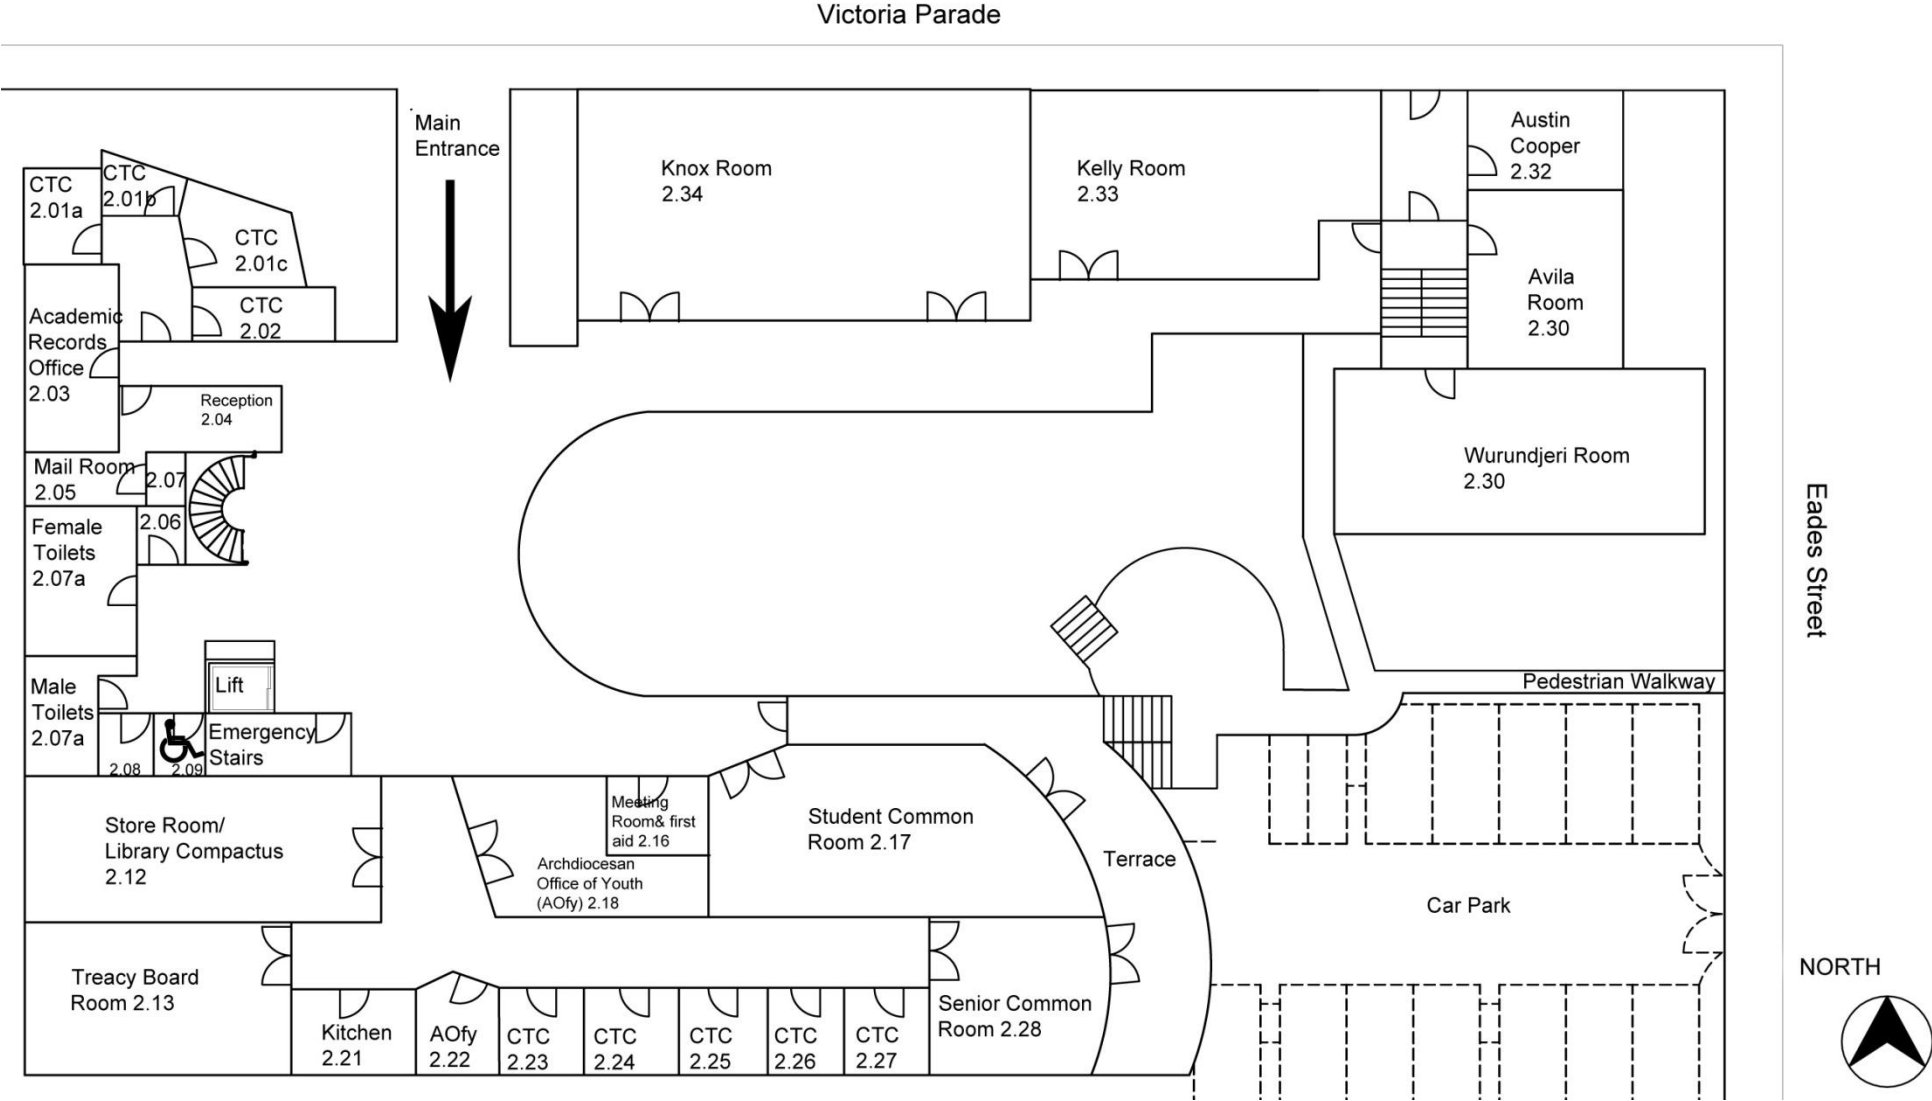 Victoria Parade
Main
Entrance
CTC
2.01a
CTC
2.01b
CTC
2.01c
CTC
2.02
Knox Room
2.34
Kelly Room
2.33
Austin
Cooper
2.32
Avila
Room
2.30
Academic
Records
Office
2.03
Reception
2.04
Mail Room
2.05
2.07
2.06
Female
Toilets
2.07a
Wurundjeri Room
2.30
Eades Street
Male
Toilets
2.07a
Lift
2.08
2.09
Emergency
Stairs
Pedestrian Walkway
Store Room/
Library Compactus
2.12
Meeting
Room& first
aid 2.16
Archdiocesan
Office of Youth
(AOfy) 2.18
Student Common
Room 2.17
Terrace
Car Park
NORTH
Treacy Board
Room 2.13
Kitchen
2.21
AOfy
2.22
CTC
2.23
CTC
2.24
CTC
2.25
CTC
2.26
CTC
2.27
Senior Common
Room 2.28